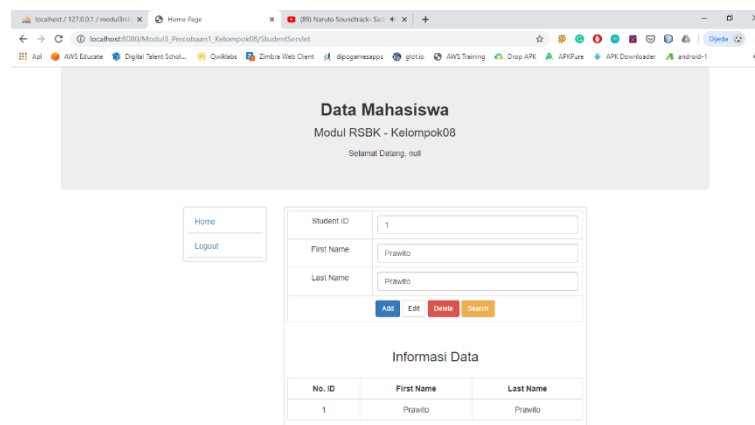 localhost / 127.0.0.1 / modul3rsb
Home Page
(89) Naruto Soundtrack- Sad
localhost:8080/Modul3_Percobaan1_Kelompok08/StudentServlet
Dijeda
Apl
AWS Educate
Digital Talent Schol...
Qwiklabs
Zimbra Web Client
dipogamesapps
glot.io
AWS Training
Drop APK
APKPure
APK Downloader
android-1
Data Mahasiswa
Modul RSBK - Kelompok08
Selamat Datang, null
Home
Logout
Student ID 1
First Name Prawito
Last Name Prawito
Add Edit Delete Search
Informasi Data
No. ID First Name Last Name
1 Prawito Prawito